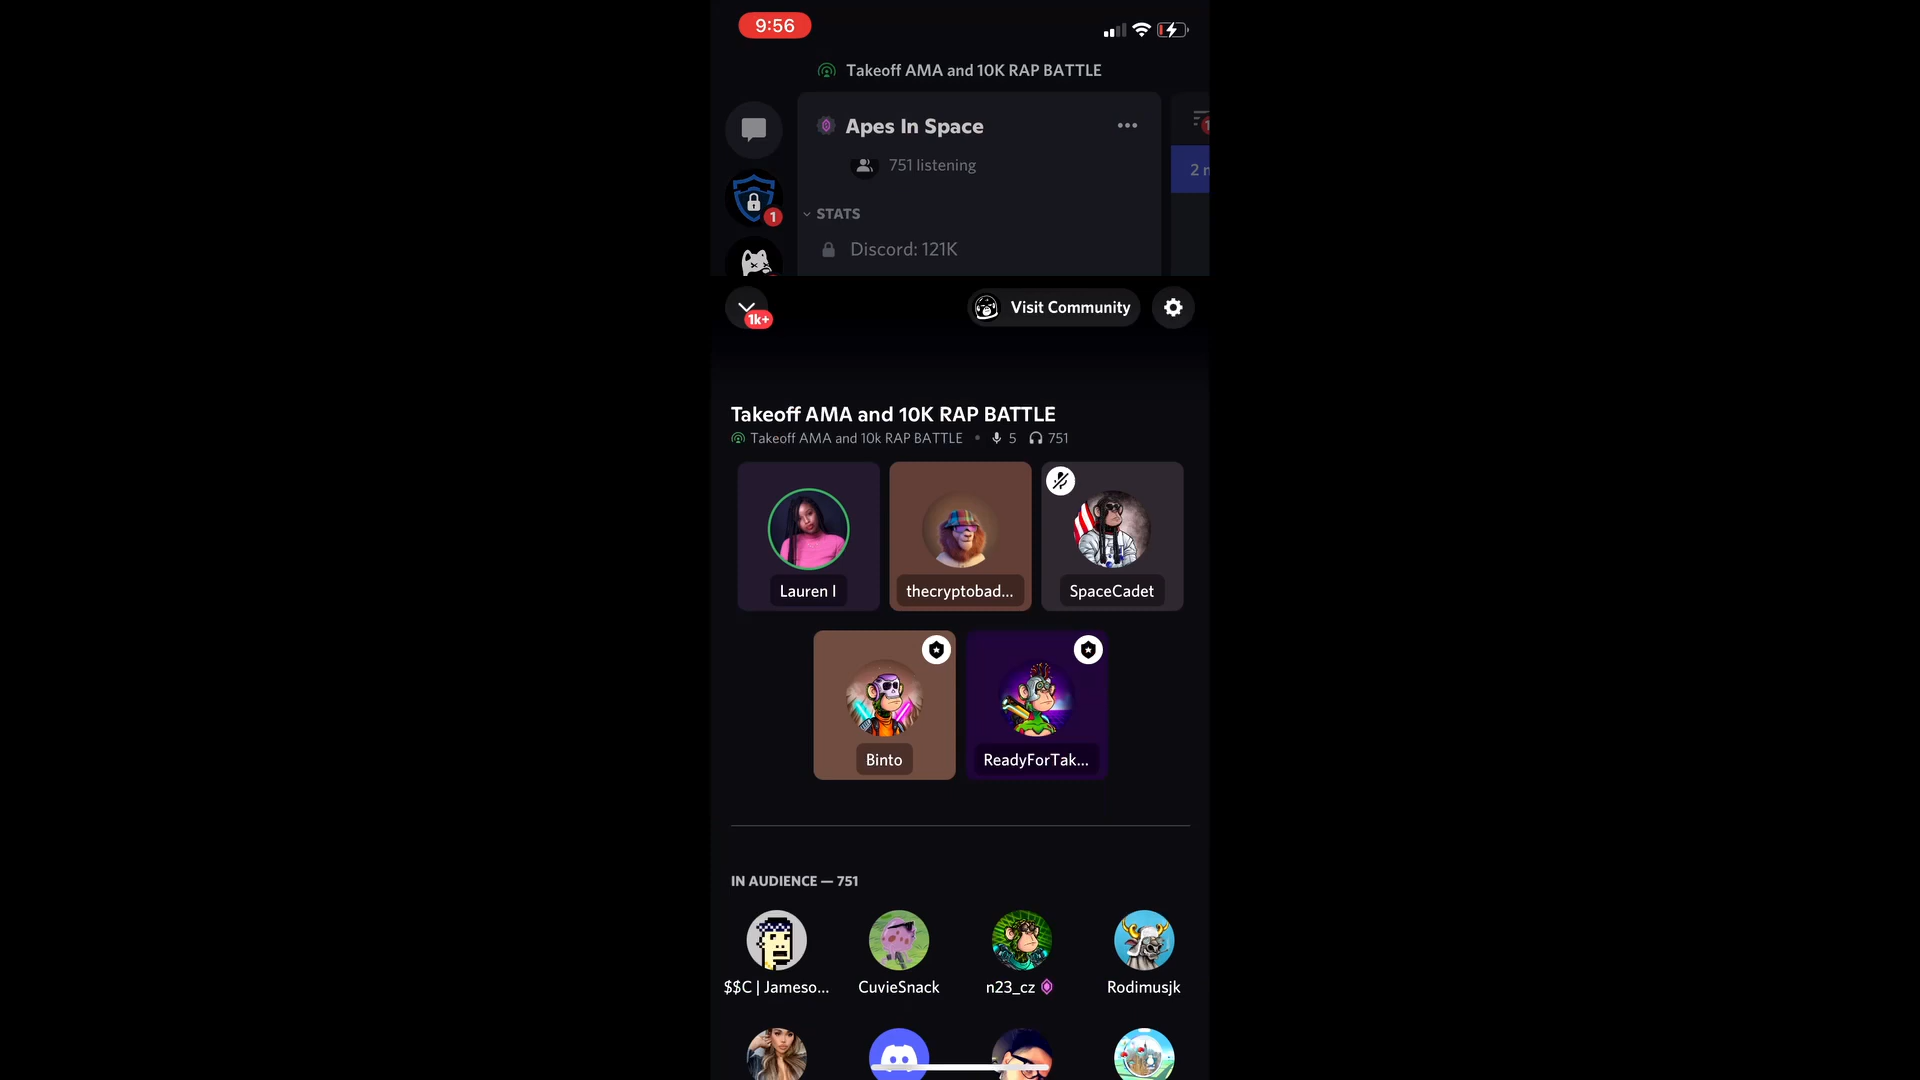 9:56
Takeoff AMA and 10K RAP BATTLE
Apes In Space
1
751 listening
2
STATS
1
Discord: 121K
Visit Community
1k+
Takeoff AMA and 10K RAP BATTLE
Takeoff AMA and 10k RAP BATTLE • 5 751
Lauren I
thecryptobad...
SpaceCadet
Binto
ReadyForTak...
IN AUDIENCE — 751
$$C | Jameso...
CuvieSnack
n23_cz
Rodimusjk